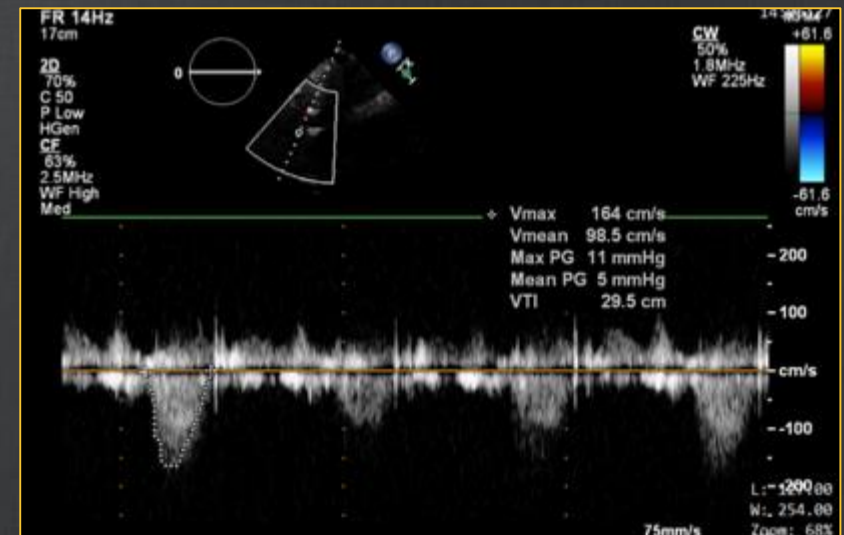 FR 14Hz
17cm
2D
70%
C 50
P Low
HGen
CF
63%
2.5MHz
WF High
Med
0
CW
50%
1.8MHz
WF 225Hz
+61.6
-61.6
cm/s
Vmax 164 cm/s
Vmean 98.5 cm/s
Max PG 11 mmHg
Mean PG 5 mmHg
VTI 29.5 cm
200
100
cm/s
-100
-200
W: 254.00
75mm/s
Zoom: 68%